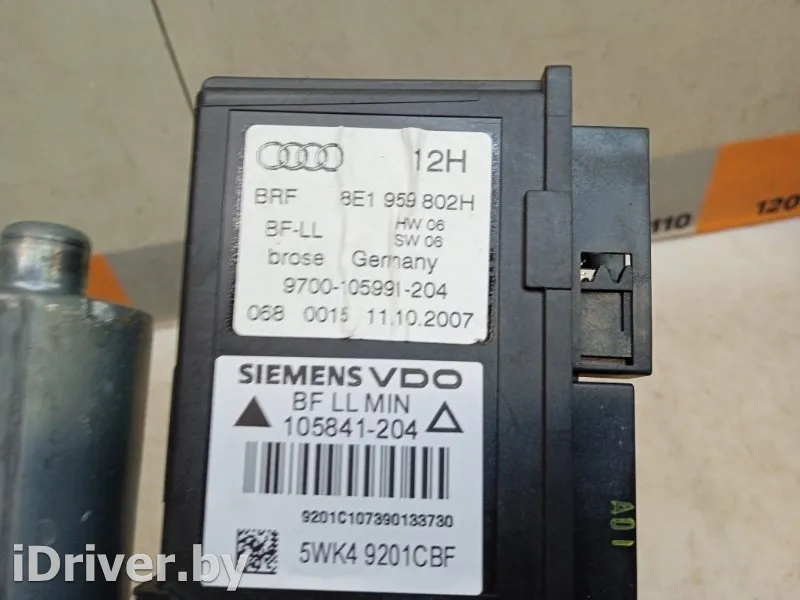 12H
BRF 8E1 959 802H
BF-LL HW 06
SW 06
brose Germany
9700-105991-204
068 0015 11.10.2007
SIEMENS VDO
BF LL MIN
105841-204
9201C107390133730
5WK4 9201CBF
A01
110
120
iDriver.by